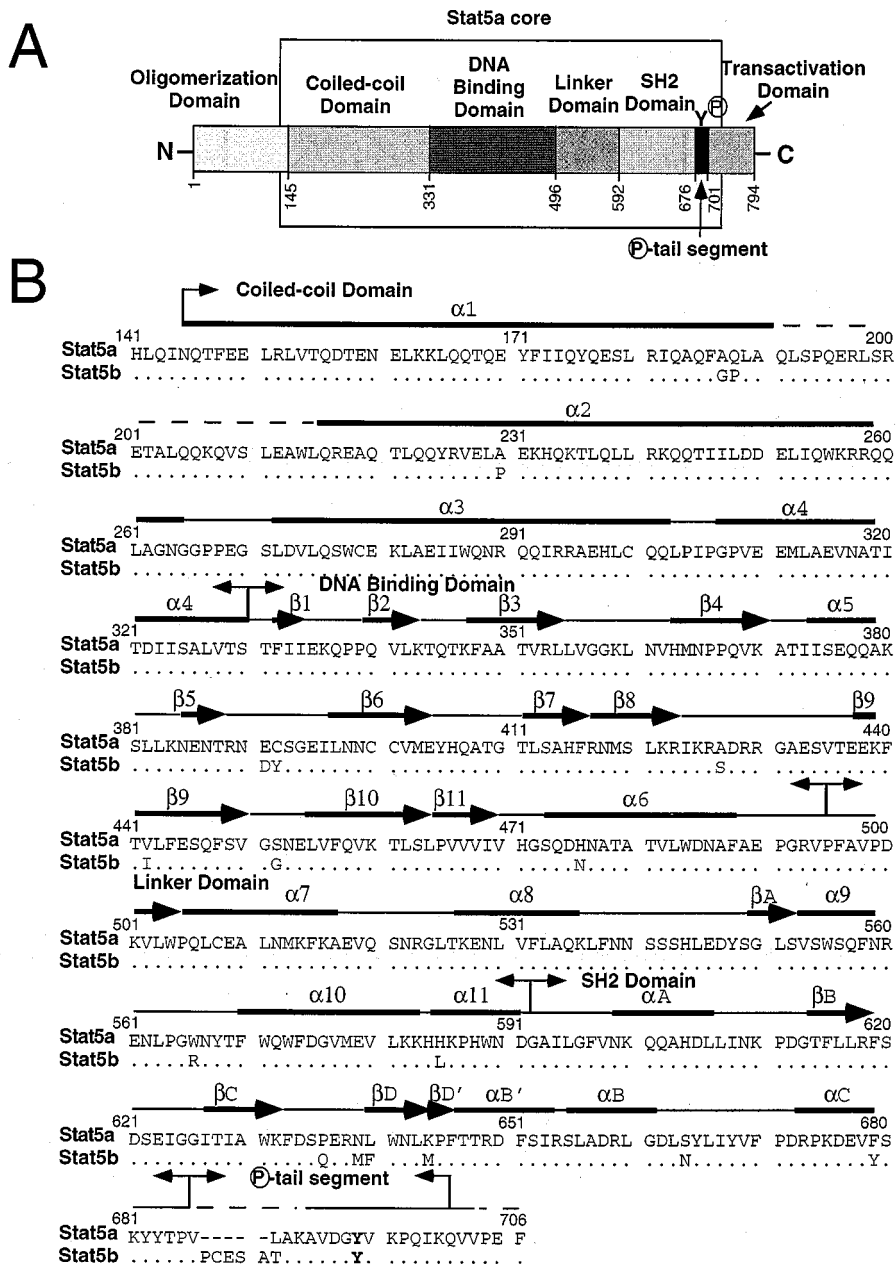 A
Stat5a core
Oligomerization Domain
Coiled-coil Domain
DNA Binding Domain
Linker Domain
SH2 Domain
Transactivation Domain
Y Ⓟ
N C
1 145 331 496 592 676 701 794
Ⓟ-tail segment
B
Coiled-coil Domain
α1
141 171 200
Stat5a HLQINQTFEE LRLVTQDTEN ELKKLQQTQE YFIIQYQESL RIQAQFAQLA QLSPQERLSR
Stat5b .......... .......... .......... .......... ......GP.. ..........
α2
201 231 260
Stat5a ETALQQKQVS LEAWLQREAQ TLQQYRVELA EKHQKTLQLL RKQQTIILDD ELIQWKRRQQ
Stat5b .......... .......... .........P .......... .......... ..........
α3 α4
261 291 320
Stat5a LAGNGGPPEG SLDVLQSWCE KLAEIIWQNR QQIRRAEHLC QQLPIPGPVE EMLAEVNATI
Stat5b .......... .......... .......... .......... .......... ..........
DNA Binding Domain
α4 β1 β2 β3 β4 α5
321 351 380
Stat5a TDIISALVTS TFIIEKQPPQ VLKTQTKFAA TVRLLVGGKL NVHMNPPQVK ATIISEQQAK
Stat5b .......... .......... .......... .......... .......... ..........
β5 β6 β7 β8 β9
381 411 440
Stat5a SLLKNENTRN ECSGEILNNC CVMEYHQATG TLSAHFRNMS LKRIKRADRR GAESVTEEKF
Stat5b .......... DY........ .......... .......... ......S... ..........
β9 β10 β11 α6
441 471 500
Stat5a TVLFESQFSV GSNELVFQVK TLSLPVVVIV HGSQDHNATA TVLWDNAFAE PGRVPFAVPD
Stat5b .I........ .G........ .......... .....N.... .......... ..........
Linker Domain
α7 α8 βA α9
501 531 560
Stat5a KVLWPQLCEA LNMKFKAEVQ SNRGLTKENL VFLAQKLFNN SSSHLEDYSG LSVSWSQFNR
Stat5b .......... .......... .......... .......... .......... ..........
SH2 Domain
α10 α11 αA βB
561 591 620
Stat5a ENLPGWNYTF WQWFDGVMEV LKKHHKPHWN DGAILGFVNK QQAHDLLINK PDGTFLLRFS
Stat5b .....R.... .......... ....L..... .......... .......... ..........
βC βD βD' αB' αB αC
621 651 680
Stat5a DSEIGGITIA WKFDSPERNL WNLKPFTTRD FSIRSLADRL GDLSYLIYVF PDRPKDEVFS
Stat5b .......... .....Q..MF ...M...... .......... ...N...... ........Y.
Ⓟ-tail segment
681 706
Stat5a KYYTPV---- -LAKAVDGYV KPQIKQVVPE F
Stat5b ......PCES AT......Y. .......... .